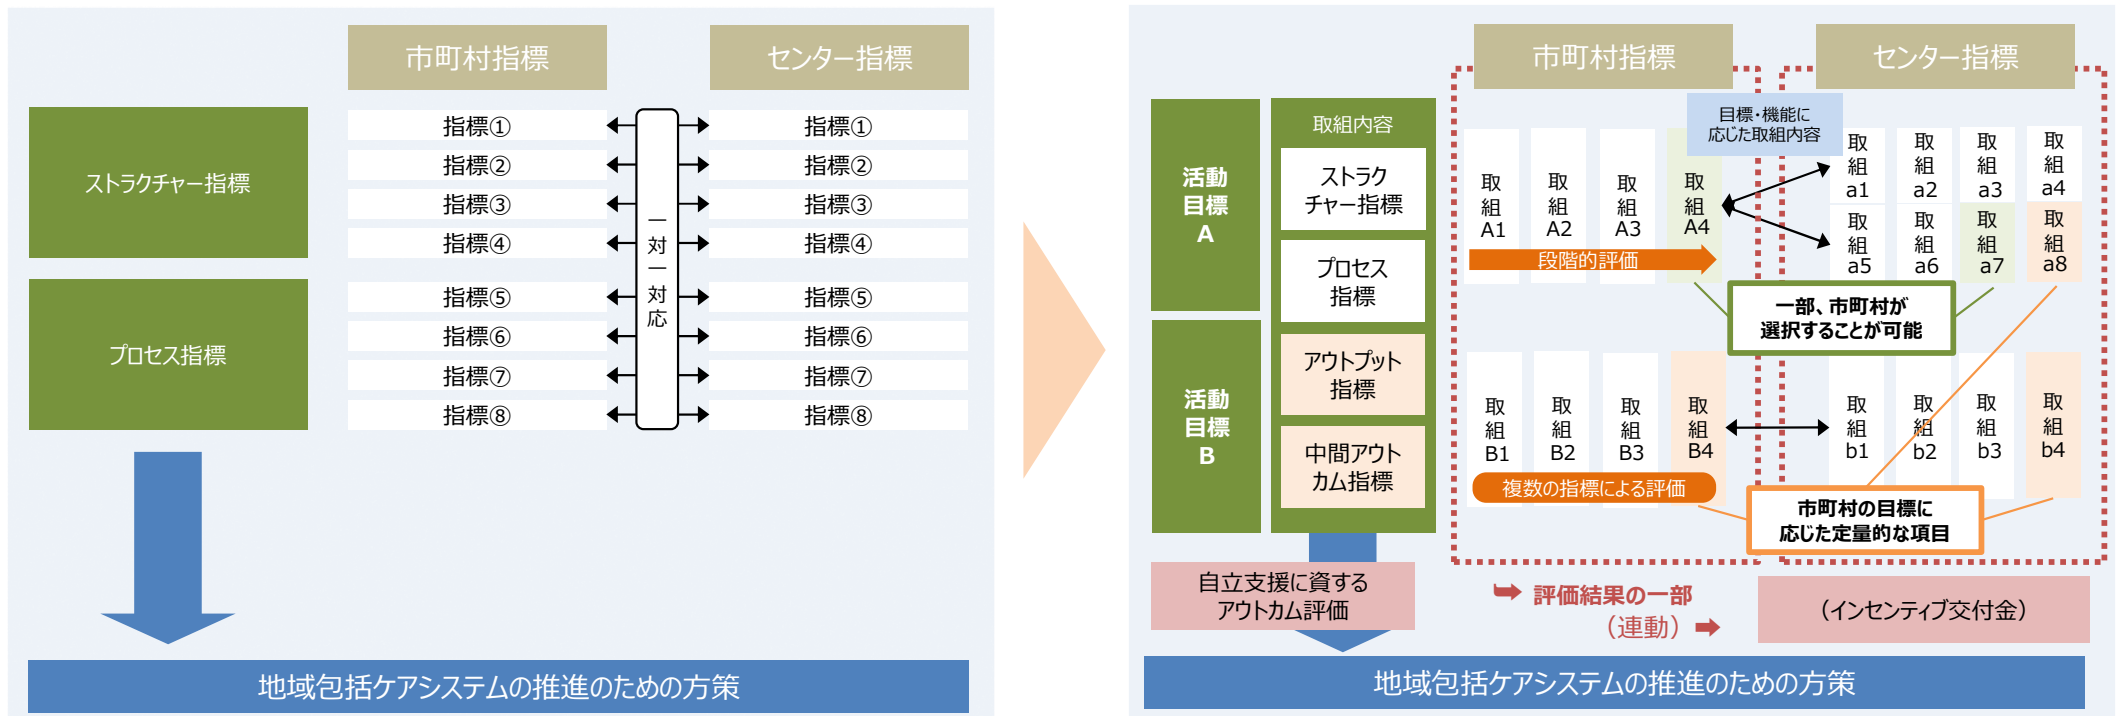 市町村指標
センター指標
ストラクチャー指標
プロセス指標
指標①
指標②
指標③
指標④
指標⑤
指標⑥
指標⑦
指標⑧
一対一対応
指標①
指標②
指標③
指標④
指標⑤
指標⑥
指標⑦
指標⑧
地域包括ケアシステムの推進のための方策
市町村指標
センター指標
活動
目標
A
活動
目標
B
取組内容
ストラク
チャー指標
プロセス
指標
アウトプット
指標
中間アウト
カム指標
目標・機能に
応じた取組内容
取組A1
取組A2
取組A3
取組A4
段階的評価
取組a1
取組a2
取組a3
取組a4
取組a5
取組a6
取組a7
取組a8
一部、市町村が
選択することが可能
取組B1
取組B2
取組B3
取組B4
複数の指標による評価
取組b1
取組b2
取組b3
取組b4
市町村の目標に
応じた定量的な項目
自立支援に資する
アウトカム評価
評価結果の一部
（連動）
（インセンティブ交付金）
地域包括ケアシステムの推進のための方策